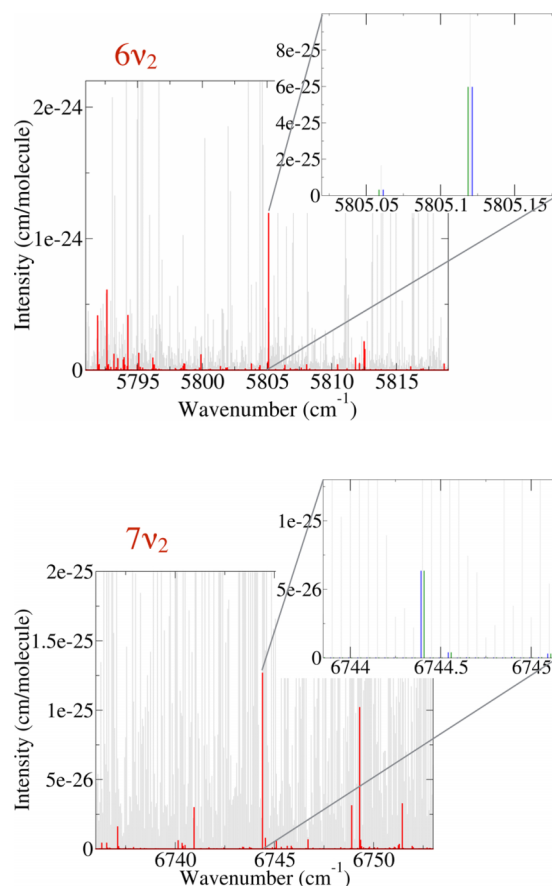 6ν₂
8e-25
6e-25
4e-25
2e-25
0
5805.05 5805.1 5805.15
2e-24
1e-24
0
Intensity (cm/molecule)
5795 5800 5805 5810 5815
Wavenumber (cm⁻¹)
7ν₂
1e-25
5e-26
0
6744 6744.5 6745
2e-25
1.5e-25
1e-25
5e-26
0
Intensity (cm/molecule)
6740 6745 6750
Wavenumber (cm⁻¹)